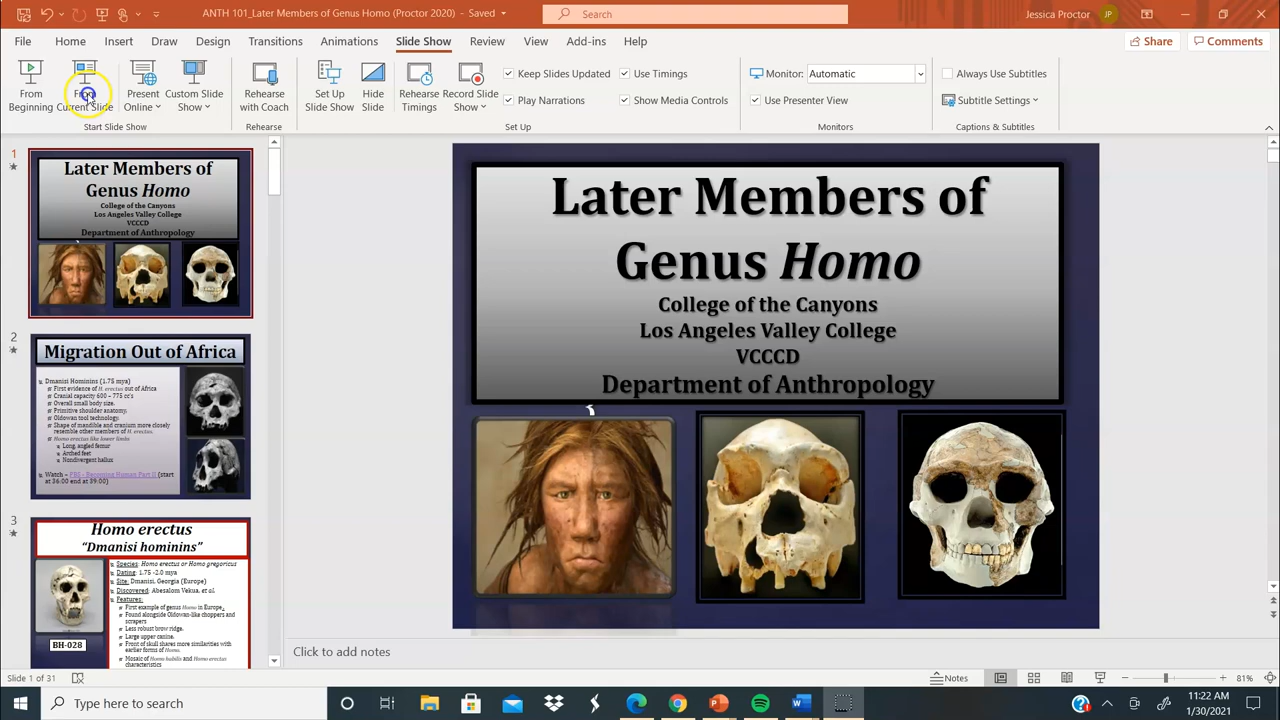 ANTH 101_Later Members of Genus Homo (Proctor 2020) - Saved
Search
Jessica Proctor JP
File Home Insert Draw Design Transitions Animations Slide Show Review View Add-ins Help
Share Comments
From Beginning
Current Slide
Present Online
Custom Slide Show
Start Slide Show
Rehearse with Coach
Rehearse
Set Up Slide Show
Hide Slide
Rehearse Timings
Record Slide Show
Keep Slides Updated
Play Narrations
Use Timings
Show Media Controls
Set Up
Monitor: Automatic
Use Presenter View
Monitors
Always Use Subtitles
Subtitle Settings
Captions & Subtitles
1
Later Members of
Genus Homo
College of the Canyons
Los Angeles Valley College
VCCCD
Department of Anthropology
2
Migration Out of Africa
Dmanisi Hominins (1.75 mya)
First evidence of H. erectus out of Africa
Cranial capacity 600 – 775 cc's
Overall small body size.
Primitive shoulder anatomy.
Oldowan tool technology.
Shape of mandible and cranium more closely
resemble other members of H. erectus.
Homo erectus like lower limbs
Long, angled femur
Arched feet
Nondivergent hallux
Watch – PBS - Becoming Human Part II (start
at 36:00 end at 39:00)
3
Homo erectus
“Dmanisi hominins”
Species: Homo erectus or Homo georgicus
Dating: 1.75 -2.0 mya
Site: Dmanisi, Georgia (Europe)
Discovered: Abesalom Vekua, et al.
Features:
First example of genus Homo in Europe.
Found alongside Oldowan-like choppers and
scrapers
Less robust brow ridge.
Large upper canine.
Front of skull shares more similarities with
earlier forms of Homo.
Mosaic of Homo habilis and Homo erectus
characteristics
BH-028
Later Members of
Genus Homo
College of the Canyons
Los Angeles Valley College
VCCCD
Department of Anthropology
Click to add notes
Slide 1 of 31
Notes
81%
Type here to search
11:22 AM
1/30/2021